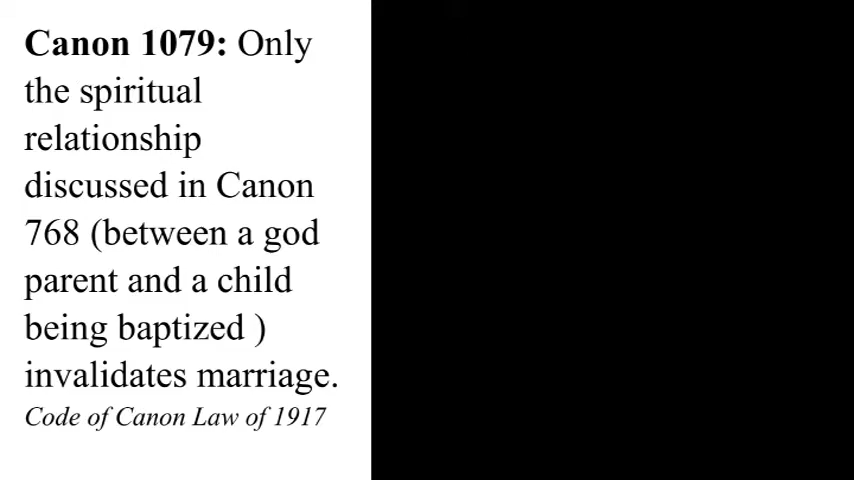 Canon 1079: Only
the spiritual
relationship
discussed in Canon
768 (between a god
parent and a child
being baptized )
invalidates marriage.
Code of Canon Law of 1917